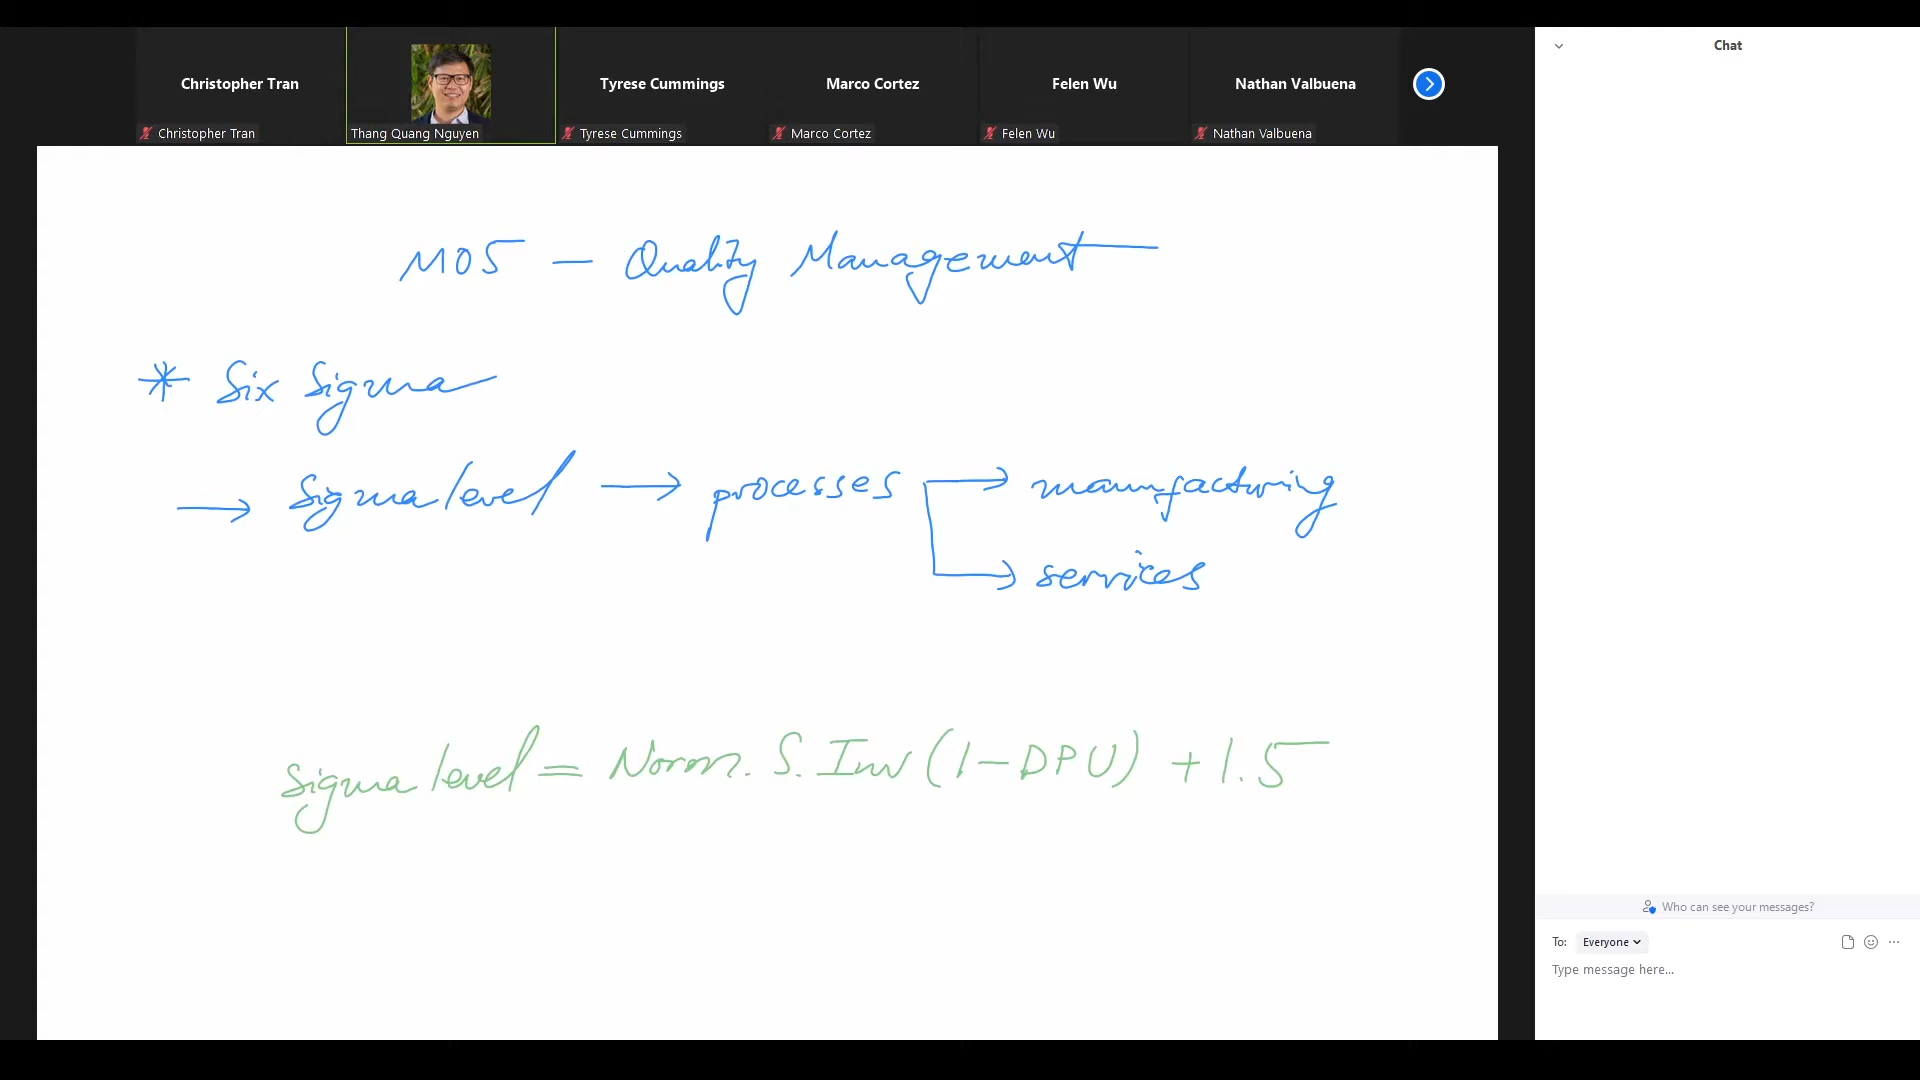 Chat
Christopher Tran
Tyrese Cummings
Marco Cortez
Felen Wu
Nathan Valbuena
Christopher Tran
Thang Quang Nguyen
Tyrese Cummings
Marco Cortez
Felen Wu
Nathan Valbuena
M05 — Quality Management
* Six Sigma
→ Sigma level → processes → manufacturing
→ services
Sigma level = Norm. S. Inv (1 - DPU) + 1.5
Who can see your messages?
To: Everyone
Type message here...